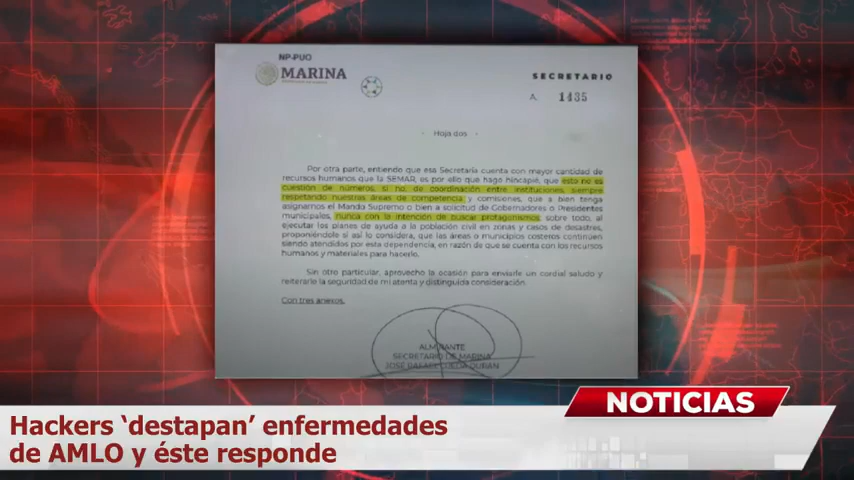 NP-PUO
MARINA
SECRETARIO
A. 1435
- Hoja dos -
Por otra parte, entiendo que esa Secretaría cuenta con mayor cantidad de
recursos humanos que la SEMAR, es por ello que hago hincapié, que esto no es
cuestión de números, si no, de coordinación entre instituciones, siempre
respetando nuestras áreas de competencia y comisiones, que a bien tenga
asignarnos el Mando Supremo o bien a solicitud de Gobernadores o Presidentes
municipales, nunca con la intención de buscar protagonismos, sobre todo, al
ejecutar los planes de ayuda a la población civil en zonas y casos de desastres,
proponiéndole si así lo considera, que las áreas o municipios costeros continúen
siendo atendidos por esta dependencia, en razón de que se cuenta con los recursos
humanos y materiales para hacerlo.
Sin otro particular, aprovecho la ocasión para enviarle un cordial saludo y
reiterarle la seguridad de mi atenta y distinguida consideración.
Con tres anexos.
ALMIRANTE
SECRETARIO DE MARINA
JOSÉ RAFAEL OJEDA DURÁN
NOTICIAS
Hackers ‘destapan’ enfermedades
de AMLO y éste responde